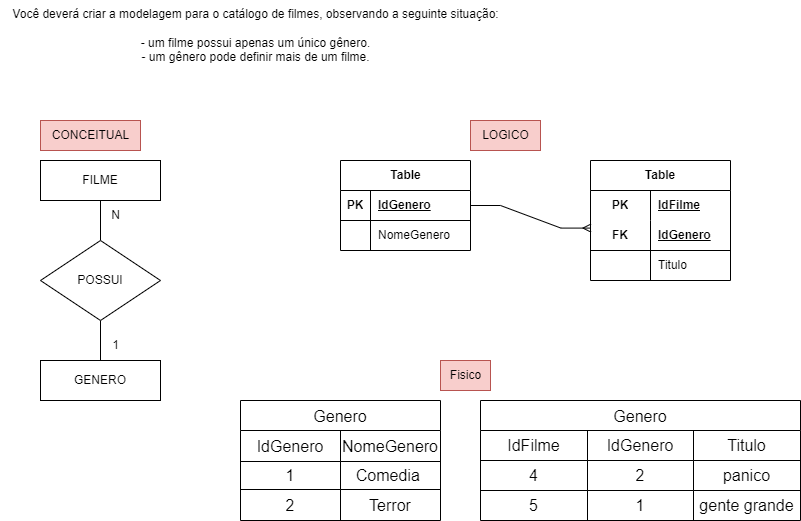 Você deverá criar a modelagem para o catálogo de filmes, observando a seguinte situação:
- um filme possui apenas um único gênero.
- um gênero pode definir mais de um filme.
CONCEITUAL
FILME
N
POSSUI
1
GENERO
LOGICO
Table
PK IdGenero
NomeGenero
Table
PK IdFilme
FK IdGenero
Titulo
Fisico
Genero
IdGenero NomeGenero
1 Comedia
2 Terror
Genero
IdFilme IdGenero Titulo
4 2 panico
5 1 gente grande